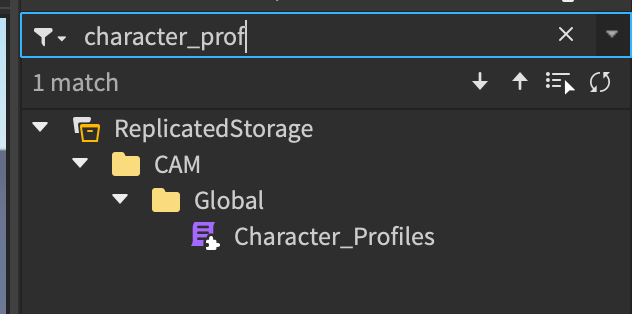 character_prof
1 match
ReplicatedStorage
CAM
Global
Character_Profiles